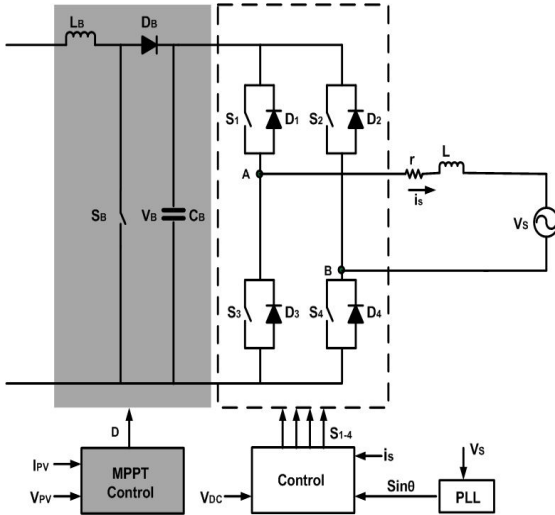 LB
DB
S1
D1
S2
D2
r
L
A
is
SB
VB
CB
VS
B
S3
D3
S4
D4
D
S1-4
IPV
MPPT
Control
VPV
Control
is
VS
VDC
Sinθ
PLL